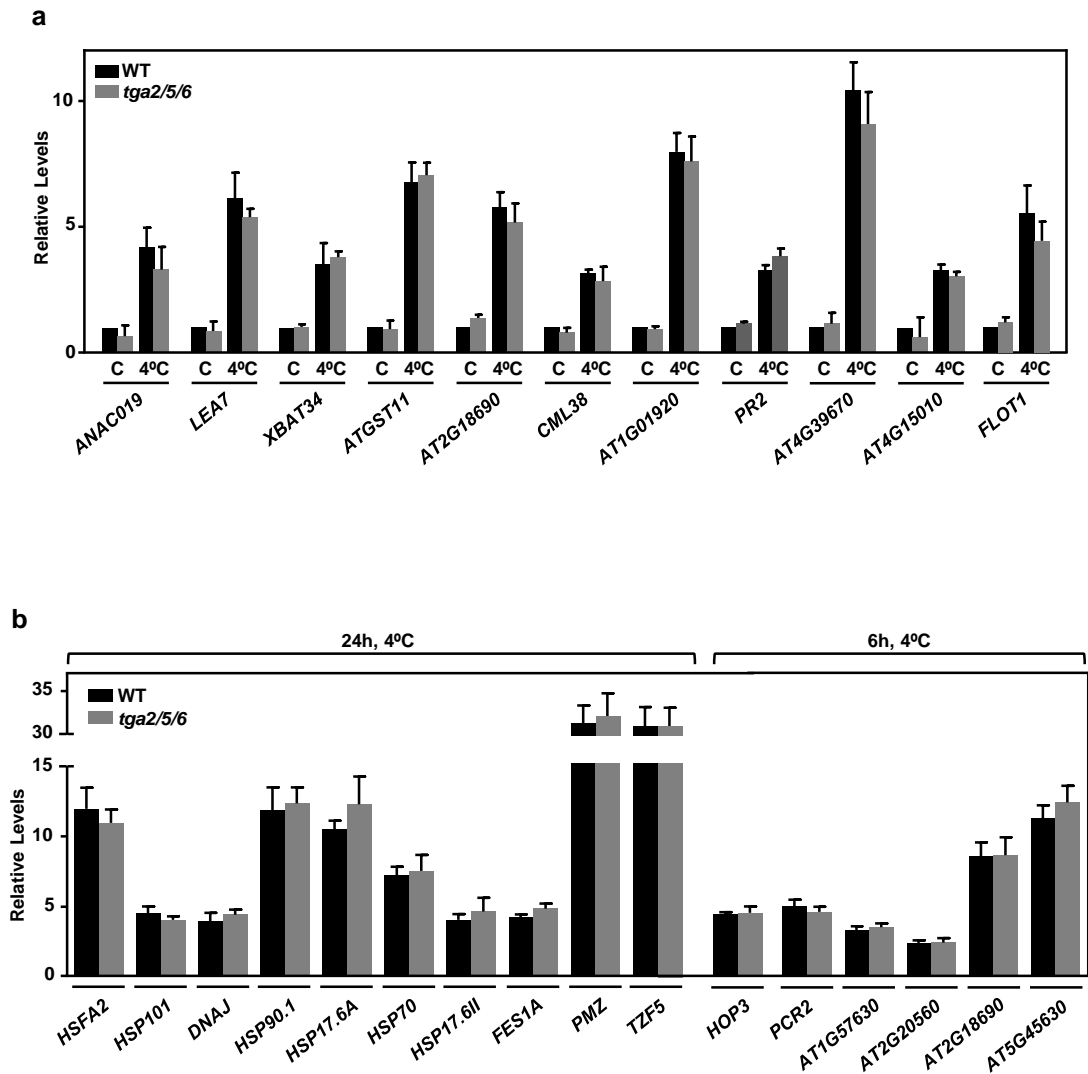 a
WT
tga2/5/6
Relative Levels
10
5
0
C 4ºC C 4ºC C 4ºC C 4ºC C 4ºC C 4ºC C 4ºC C 4ºC C 4ºC C 4ºC C 4ºC
ANAC019
LEA7
XBAT34
ATGST11
AT2G18690
CML38
AT1G01920
PR2
AT4G39670
AT4G15010
FLOT1
b
24h, 4ºC
6h, 4ºC
WT
tga2/5/6
Relative Levels
35
30
15
10
5
0
HSFA2
HSP101
DNAJ
HSP90.1
HSP17.6A
HSP70
HSP17.6II
FES1A
PMZ
TZF5
HOP3
PCR2
AT1G57630
AT2G20560
AT2G18690
AT5G45630